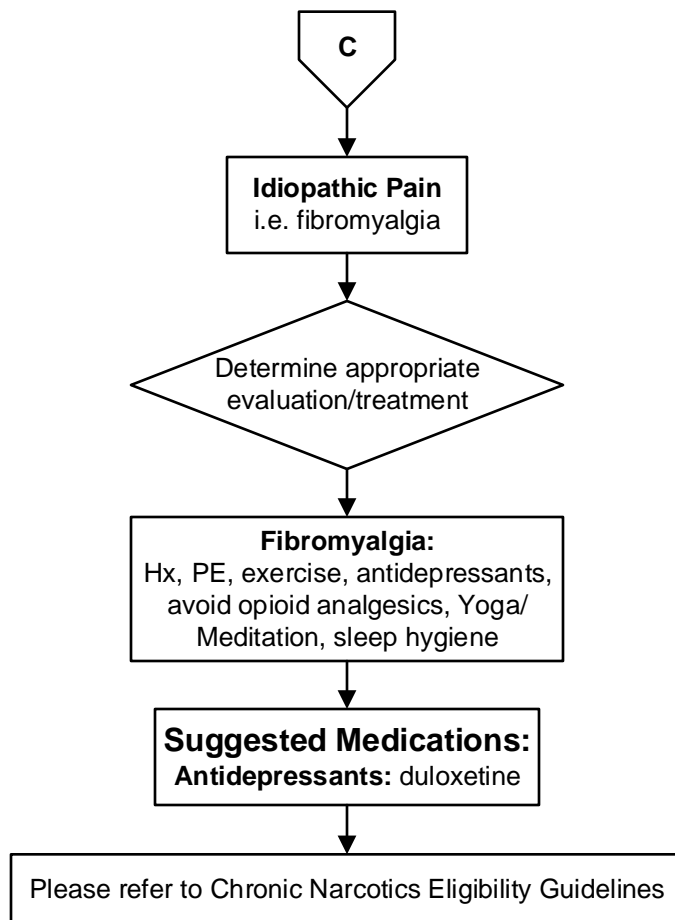 C
Idiopathic Pain
i.e. fibromyalgia
Determine appropriate
evaluation/treatment
Fibromyalgia:
Hx, PE, exercise, antidepressants,
avoid opioid analgesics, Yoga/
Meditation, sleep hygiene
Suggested Medications:
Antidepressants: duloxetine
Please refer to Chronic Narcotics Eligibility Guidelines